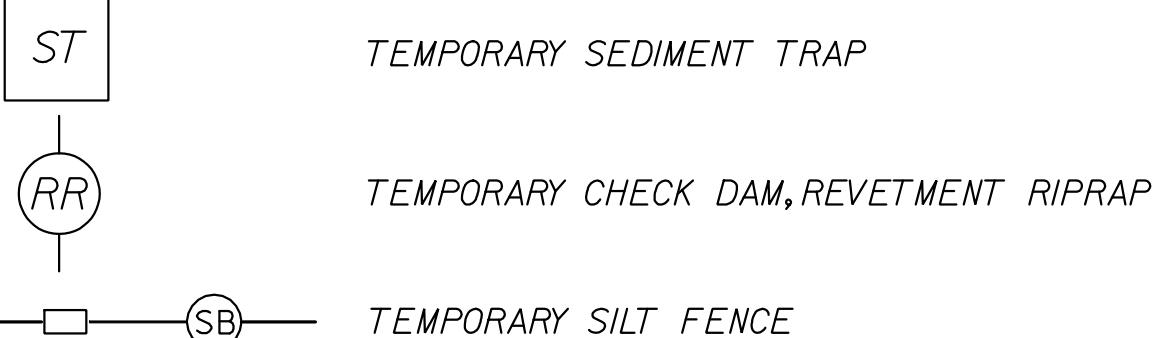 ST TEMPORARY SEDIMENT TRAP
RR TEMPORARY CHECK DAM, REVETMENT RIPRAP
SB TEMPORARY SILT FENCE